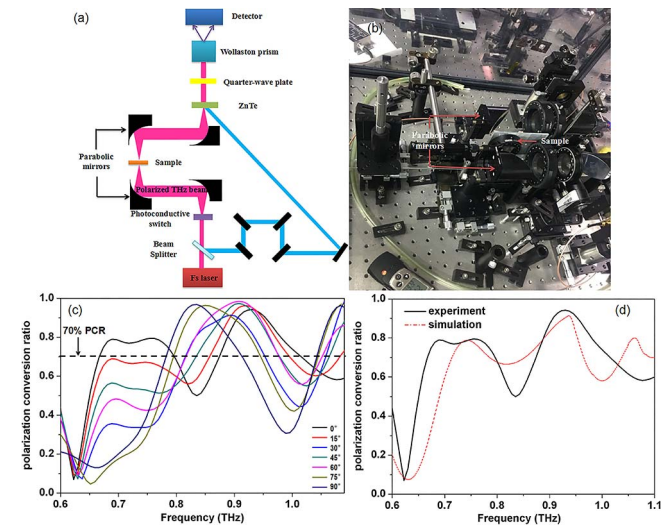 (a)
Detector
Wollaston prism
Quarter-wave plate
ZnTe
Parabolic
mirrors
Sample
Polarized THz beam
Photoconductive
switch
Beam
Splitter
Fs laser
(b)
Parabolic
mirrors
Sample
(c)
1.0
0.8
0.6
0.4
0.2
0.0
70% PCR
0°
15°
30°
45°
60°
75°
90°
0.6
0.7
0.8
0.9
1.0
Frequency (THz)
polarization conversion ratio
(d)
1.0
0.8
0.6
0.4
0.2
0.0
experiment
simulation
0.6
0.7
0.8
0.9
1.0
1.1
Frequency (THz)
polarization conversion ratio